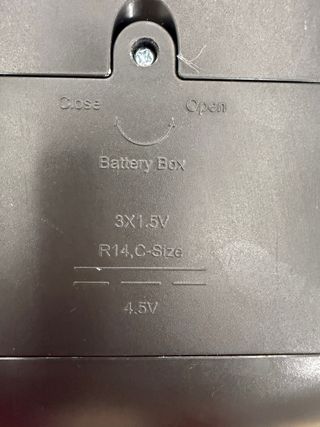 Close Open
Battery Box
3X1.5V
R14,C-Size
4.5V